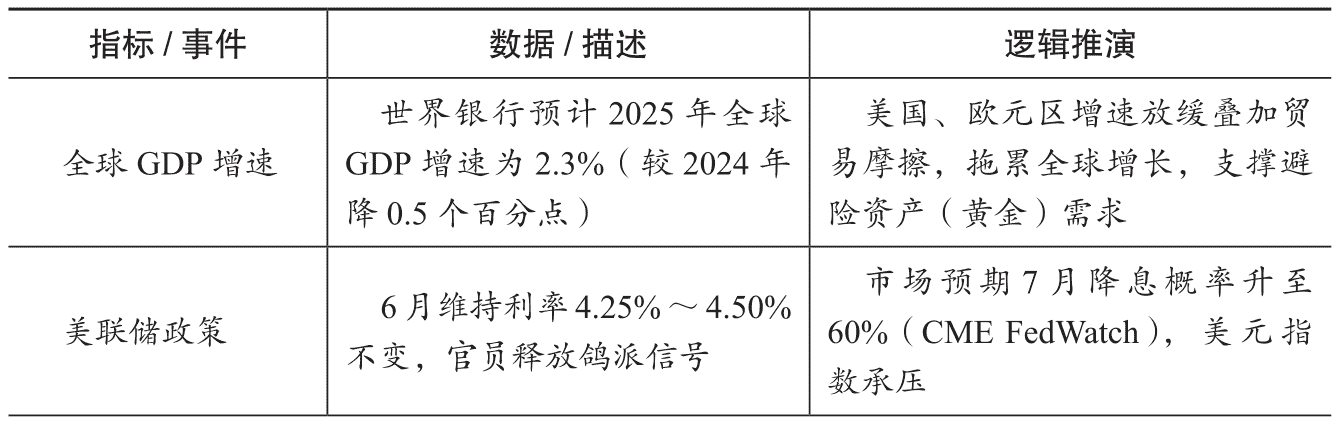 指标 / 事件
数据 / 描述
逻辑推演
全球 GDP 增速
世界银行预计 2025 年全球
GDP 增速为 2.3%（较 2024 年
降 0.5 个百分点）
美国、欧元区增速放缓叠加贸
易摩擦，拖累全球增长，支撑避
险资产（黄金）需求
美联储政策
6 月维持利率 4.25%～4.50%
不变，官员释放鸽派信号
市场预期 7 月降息概率升至
60%（CME FedWatch），美元指
数承压